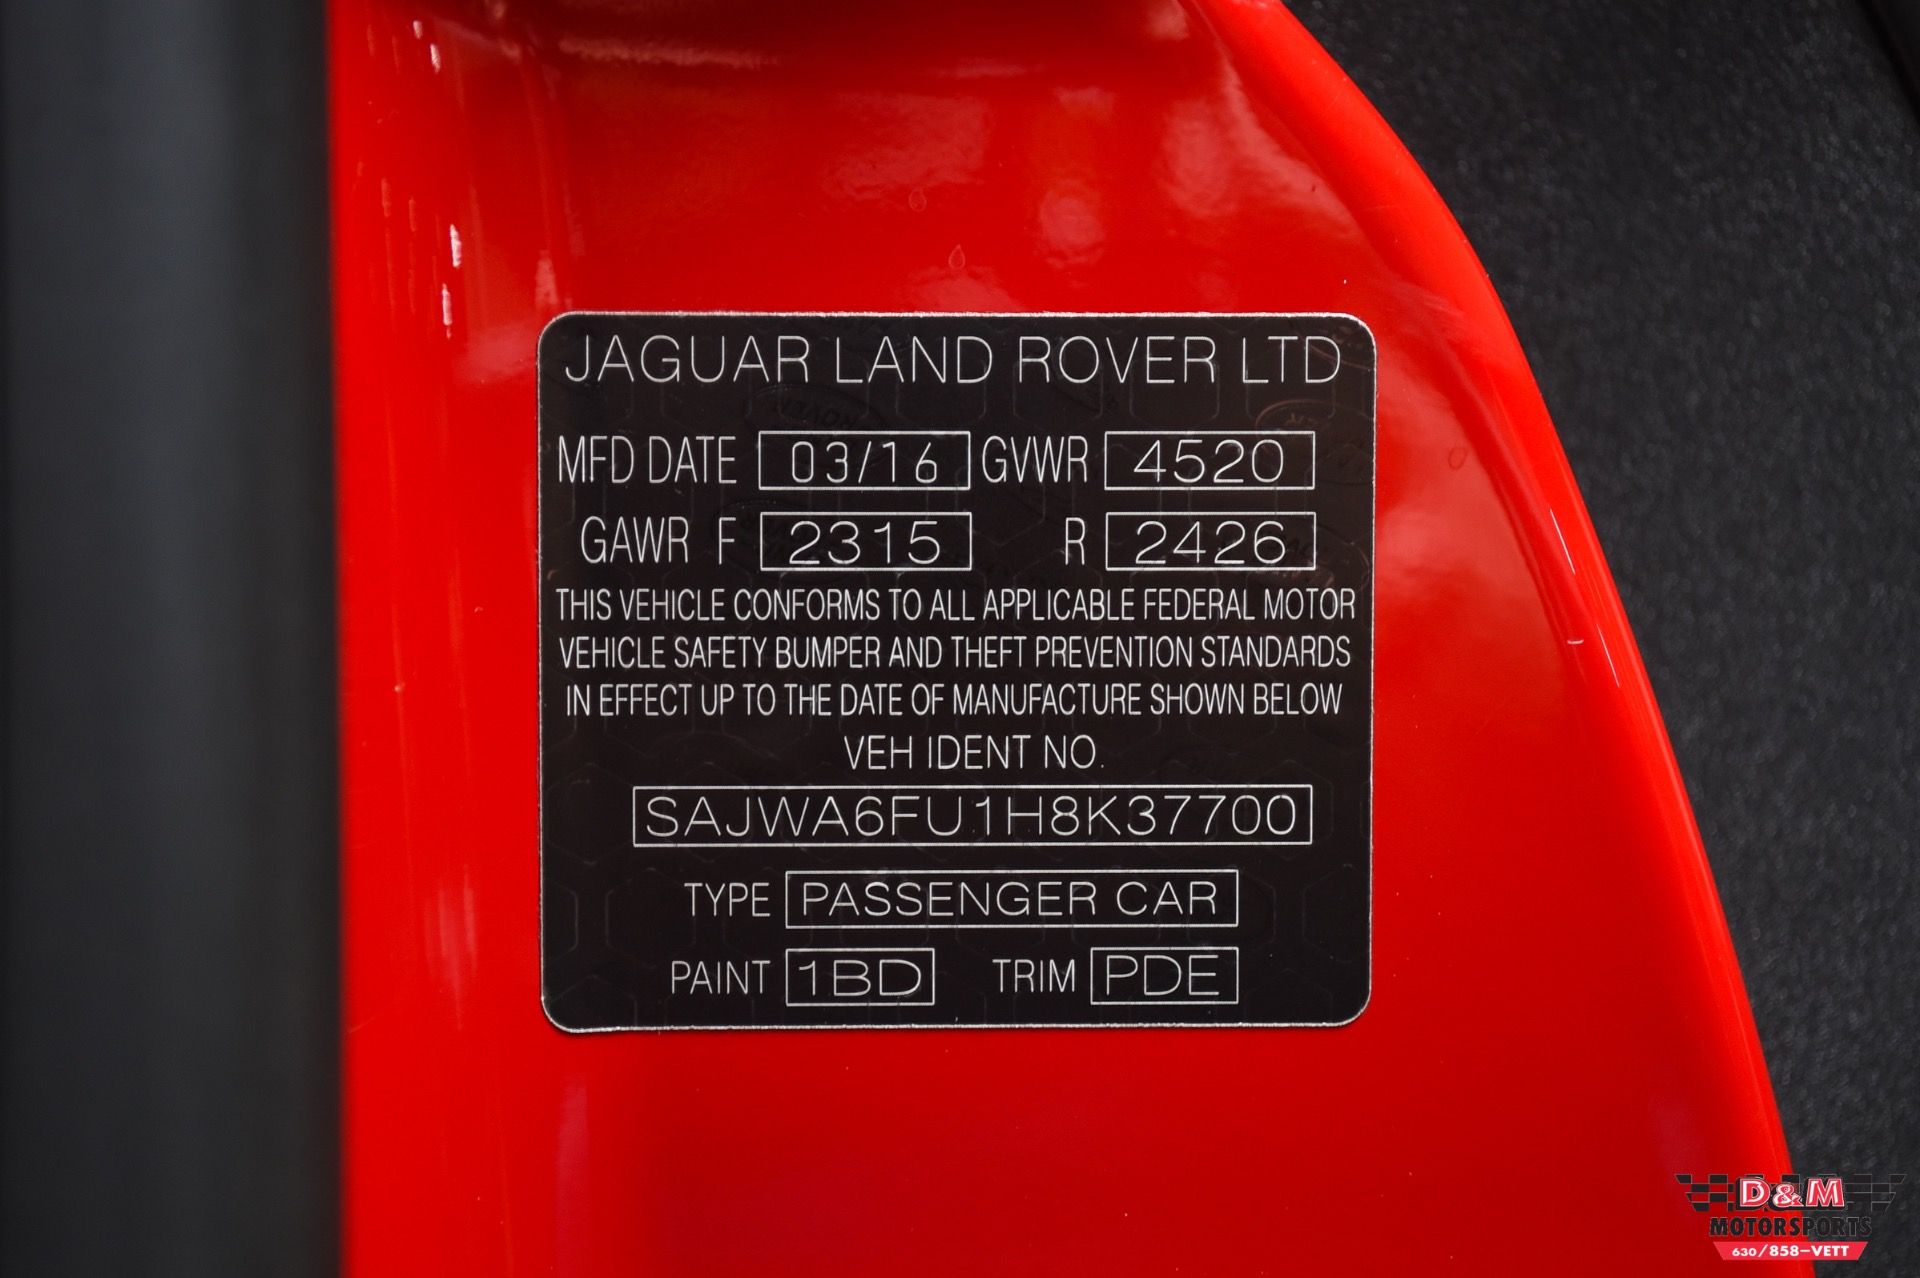 JAGUAR LAND ROVER LTD
MFD DATE 03/16 GVWR 4520
GAWR F 2315 R 2426
THIS VEHICLE CONFORMS TO ALL APPLICABLE FEDERAL MOTOR
VEHICLE SAFETY BUMPER AND THEFT PREVENTION STANDARDS
IN EFFECT UP TO THE DATE OF MANUFACTURE SHOWN BELOW
VEH IDENT NO.
SAJWA6FU1H8K37700
TYPE PASSENGER CAR
PAINT 1BD TRIM PDE
D&M
MOTORSPORTS
630/858-VETT